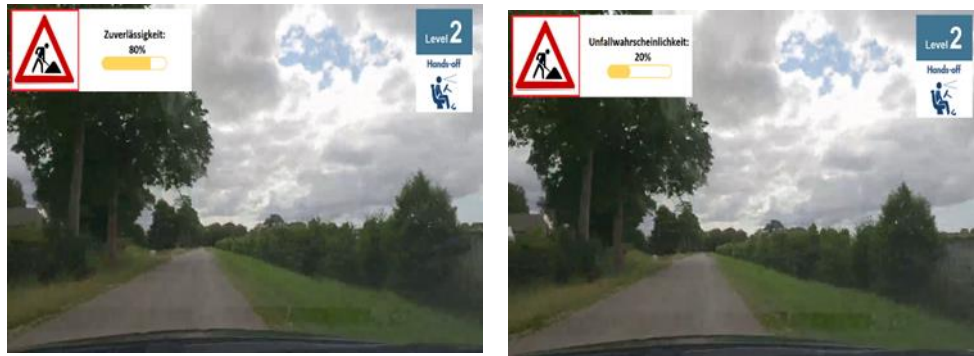 Zuverlässigkeit:
80%
Level 2
Hands-off
Unfallwahrscheinlichkeit:
20%
Level 2
Hands-off